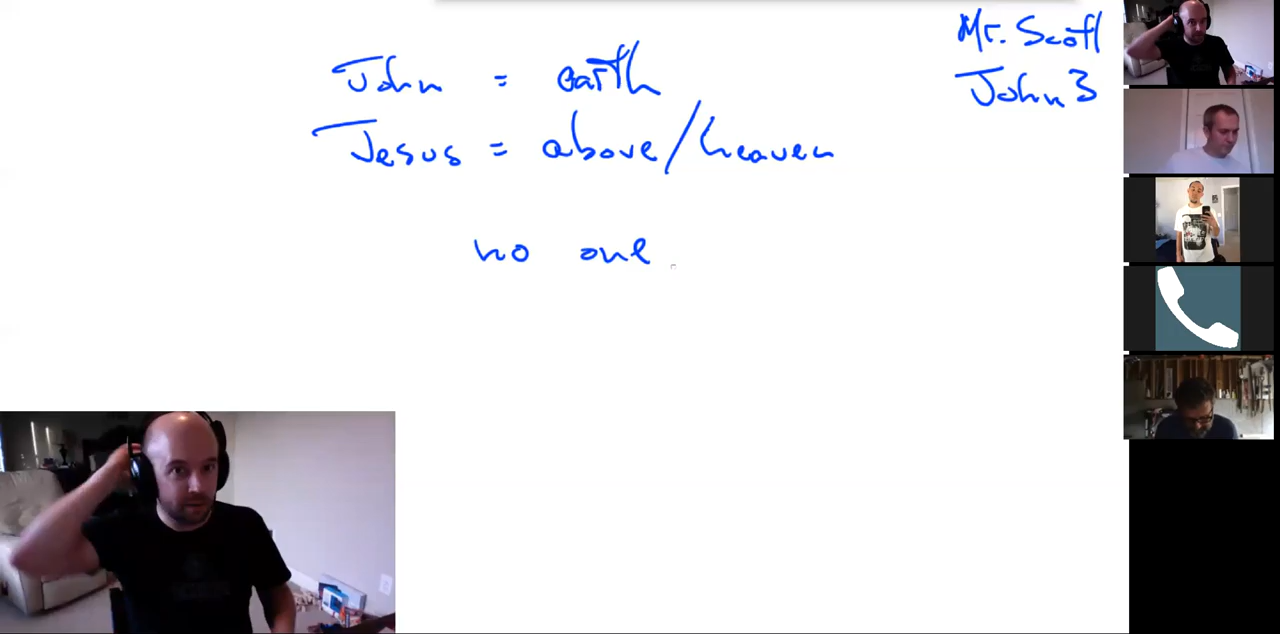 Mr. Scott
John 3
John = earth
Jesus = above/heaven
no one